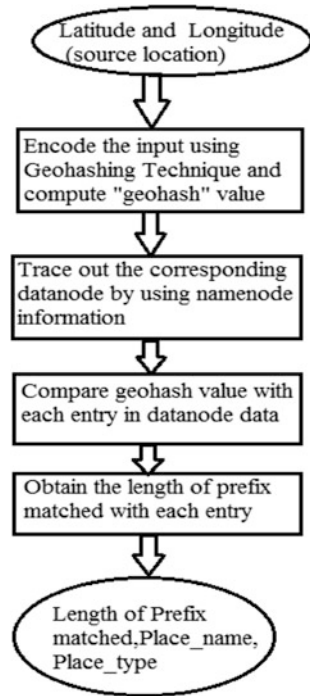 Latitude and Longitude
(source location)
Encode the input using
Geohashing Technique and
compute "geohash" value
Trace out the corresponding
datanode by using namenode
information
Compare geohash value with
each entry in datanode data
Obtain the length of prefix
matched with each entry
Length of Prefix
matched,Place_name,
Place_type